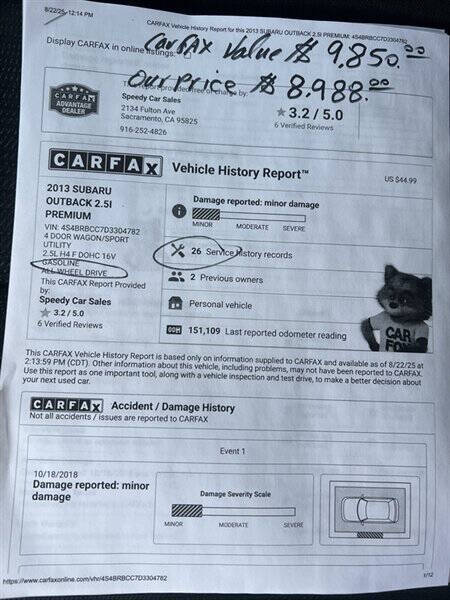 8/22/25, 12:14 PM
CARFAX Vehicle History Report for this 2013 SUBARU OUTBACK 2.5I PREMIUM: 4S4BRBCC7D3304782
Display CARFAX in online listings:
CarFAX Value $ 9,850.00
Our Price $ 8.988.00
CARFAX
ADVANTAGE
DEALER
This report provided free of charge by:
Speedy Car Sales
2134 Fulton Ave
Sacramento, CA 95825
916-252-4826
3.2 / 5.0
6 Verified Reviews
CARFAX Vehicle History Report™
US $44.99
2013 SUBARU
OUTBACK 2.5I
PREMIUM
VIN: 4S4BRBCC7D3304782
4 DOOR WAGON/SPORT
UTILITY
2.5L H4 F DOHC 16V
GASOLINE
ALL WHEEL DRIVE
This CARFAX Report Provided
by:
Speedy Car Sales
3.2 / 5.0
6 Verified Reviews
Damage reported: minor damage
MINOR MODERATE SEVERE
26 Service history records
2 Previous owners
Personal vehicle
151,109 Last reported odometer reading
CAR
FOX
This CARFAX Vehicle History Report is based only on information supplied to CARFAX and available as of 8/22/25 at
2:13:59 PM (CDT). Other information about this vehicle, including problems, may not have been reported to CARFAX.
Use this report as one important tool, along with a vehicle inspection and test drive, to make a better decision about
your next used car.
CARFAX Accident / Damage History
Not all accidents / issues are reported to CARFAX
Event 1
10/18/2018
Damage reported: minor
damage
Damage Severity Scale
MINOR MODERATE SEVERE
https://www.carfaxonline.com/vhr/4S4BRBCC7D3304782
1/12